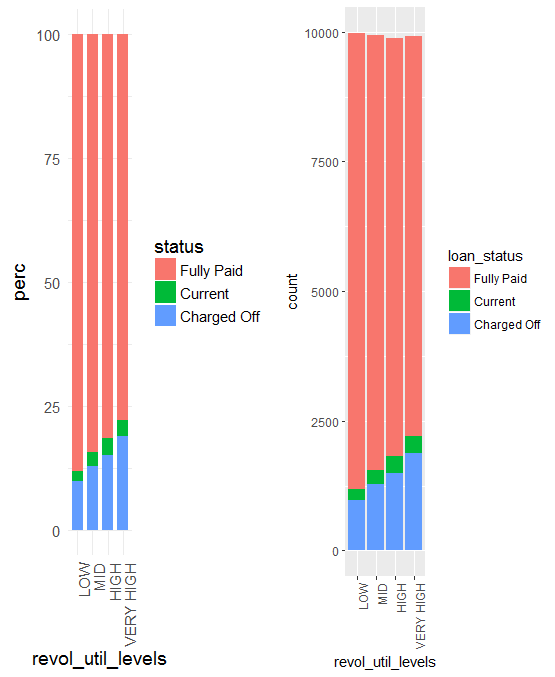 100
75
50
25
0
perc
LOW
MID
HIGH
VERY HIGH
revol_util_levels
status
Fully Paid
Current
Charged Off
10000
7500
5000
2500
0
count
LOW
MID
HIGH
VERY HIGH
revol_util_levels
loan_status
Fully Paid
Current
Charged Off